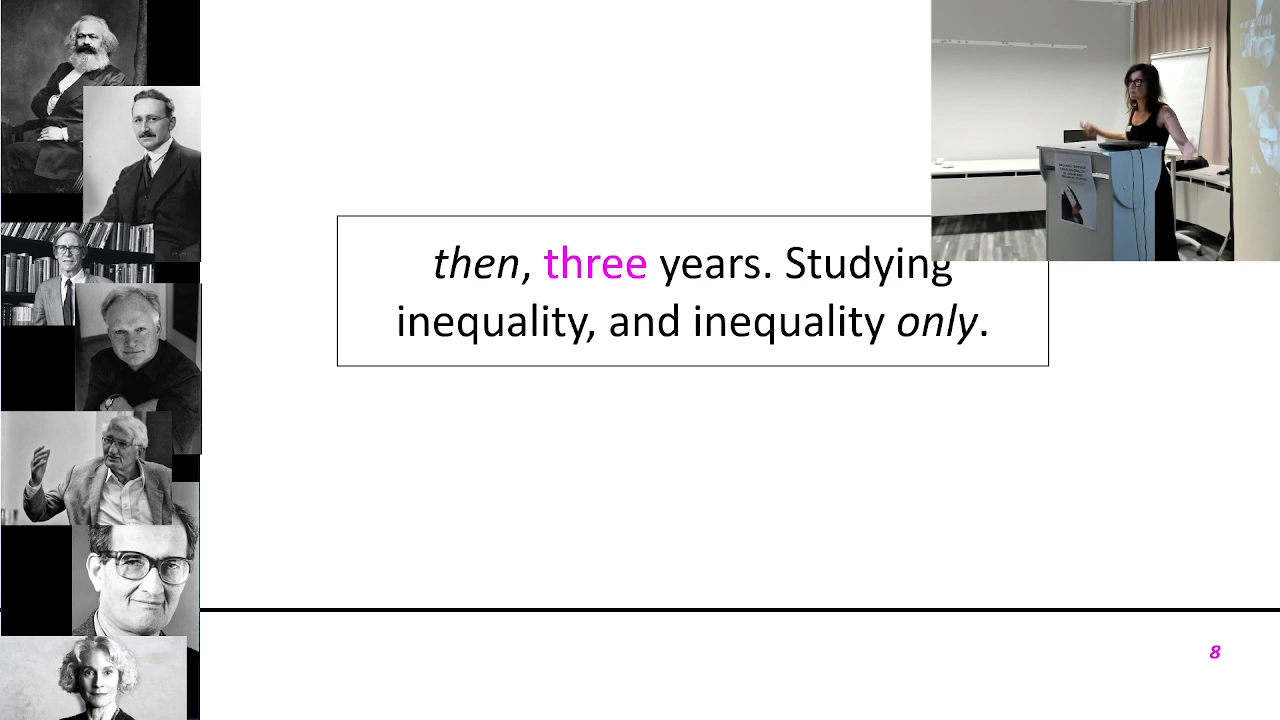 then, three years. Studying
inequality, and inequality only.
8